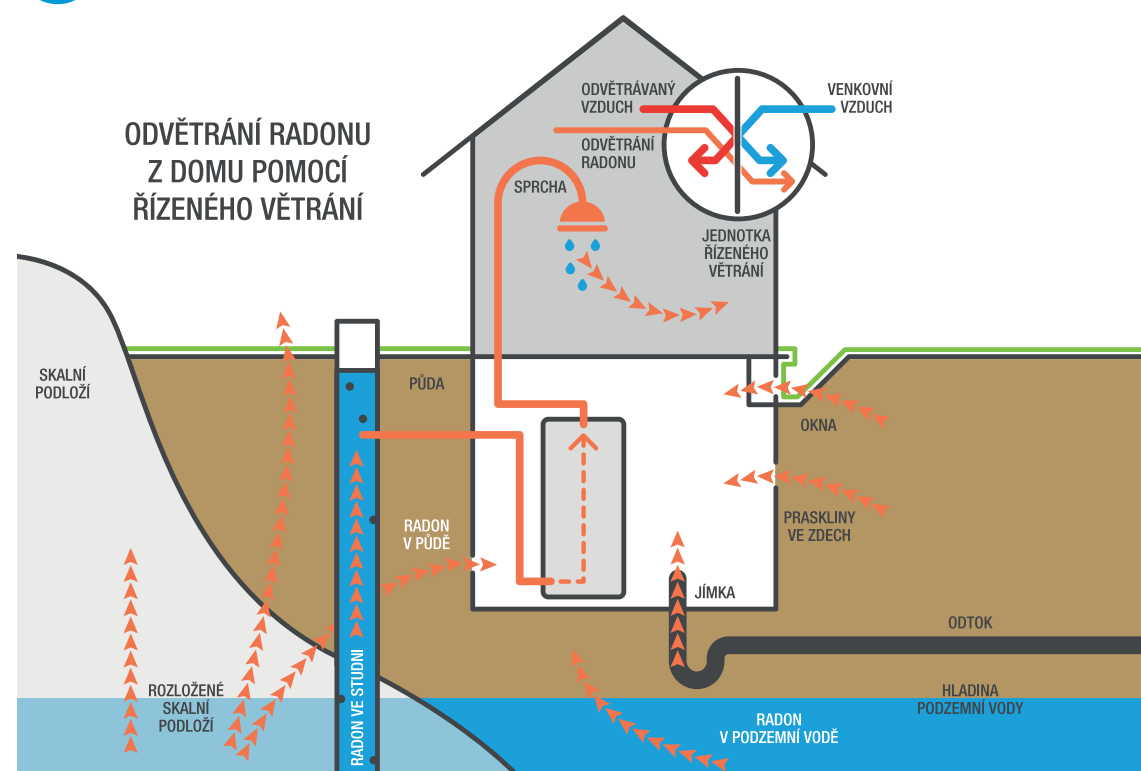 ODVĚTRÁNÍ RADONU
Z DOMU POMOCÍ
ŘÍZENÉHO VĚTRÁNÍ
ODVĚTRÁVANÝ
VZDUCH
VENKOVNÍ
VZDUCH
ODVĚTRÁNÍ
RADONU
SPRCHA
JEDNOTKA
ŘÍZENÉHO
VĚTRÁNÍ
SKALNÍ
PODLOŽÍ
PŮDA
OKNA
RADON
V PŮDĚ
PRASKLINY
VE ZDECH
JÍMKA
ODTOK
ROZLOŽENÉ
SKALNÍ
PODLOŽÍ
RADON VE STUDNI
HLADINA
PODZEMNÍ VODY
RADON
V PODZEMNÍ VODĚ